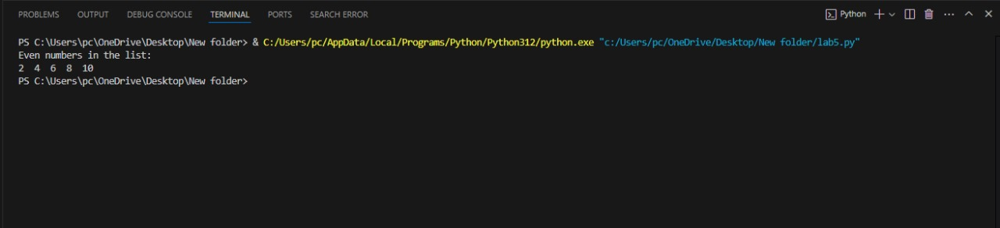 PROBLEMS OUTPUT DEBUG CONSOLE TERMINAL PORTS SEARCH ERROR Python
PS C:\Users\pc\OneDrive\Desktop\New folder> & C:/Users/pc/AppData/Local/Programs/Python/Python312/python.exe "c:/Users/pc/OneDrive/Desktop/New folder/lab5.py"
Even numbers in the list:
2  4  6  8  10
PS C:\Users\pc\OneDrive\Desktop\New folder>